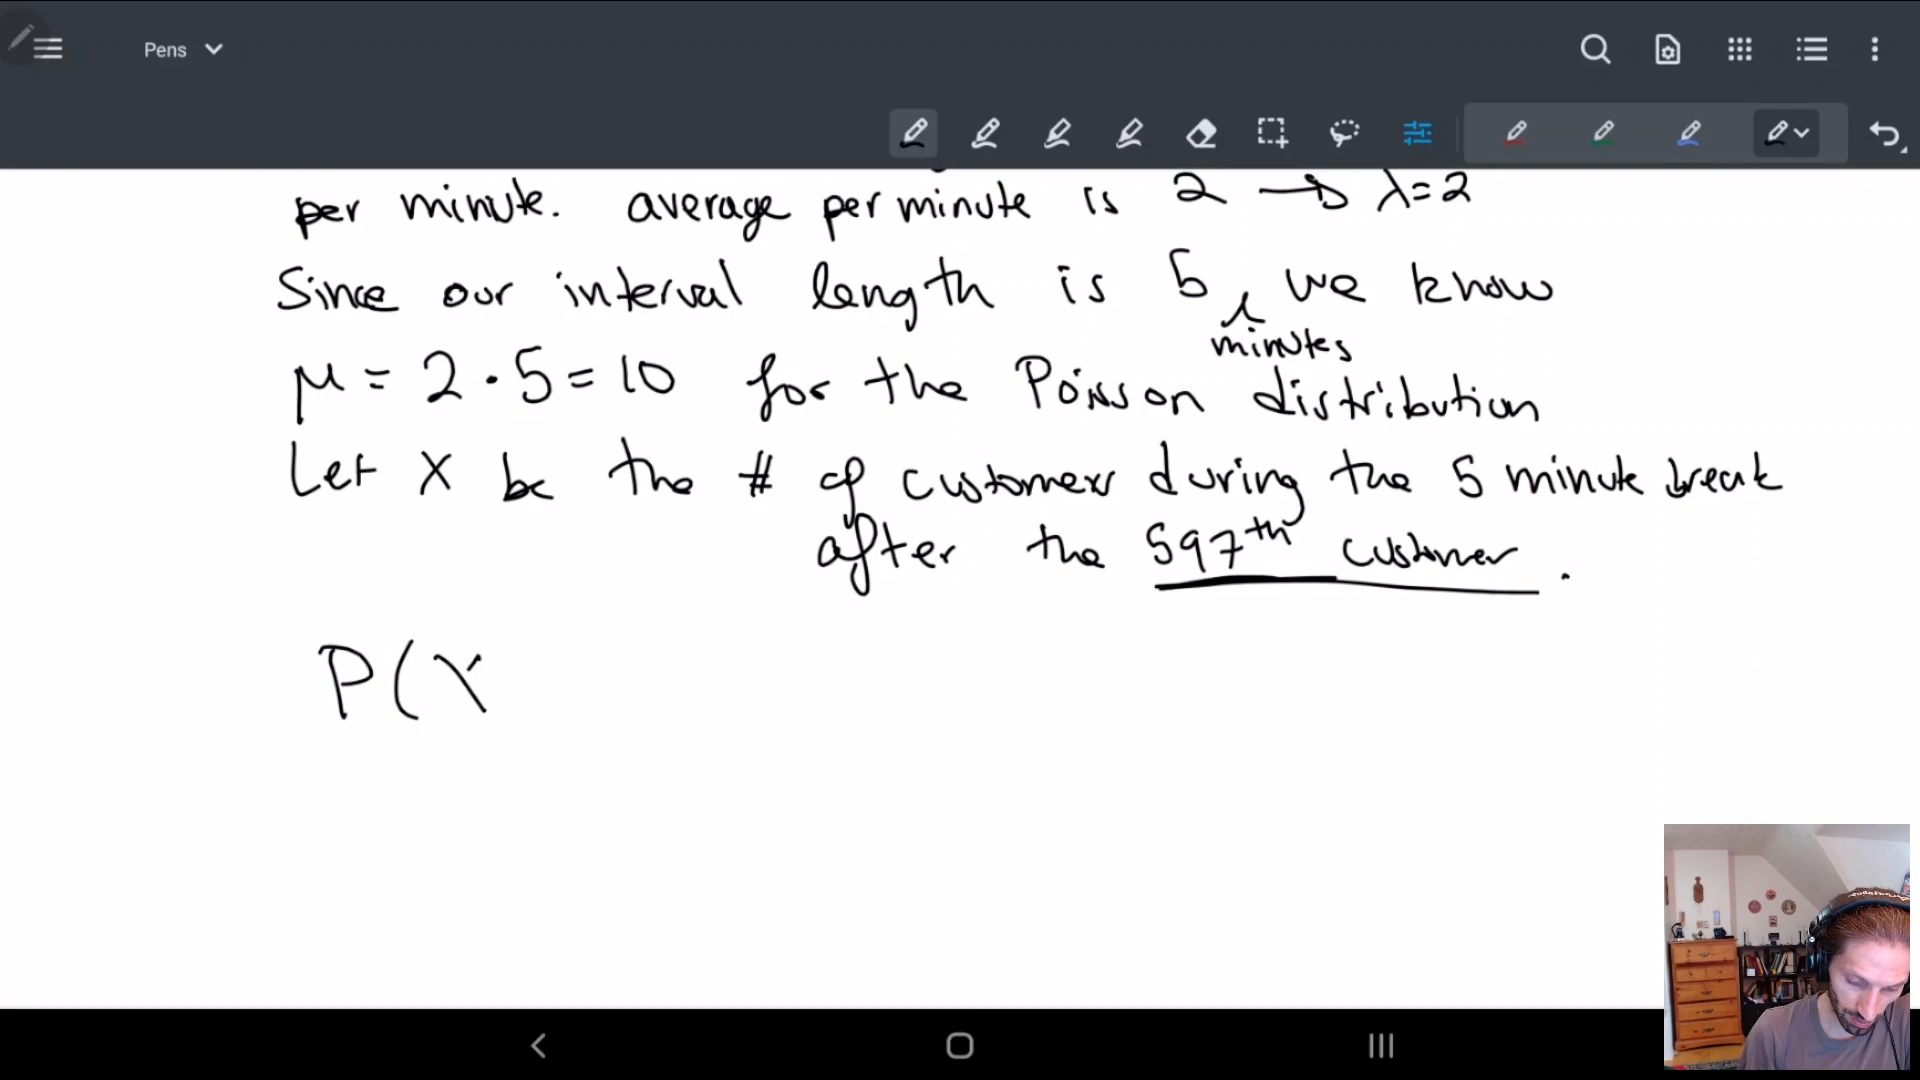 Pens
per minute. average per minute is 2 → λ=2
Since our interval length is 5 minutes, we know
μ = 2 · 5 = 10 for the Poisson distribution
Let X be the # of customers during the 5 minute break
after the 597th customer.
P(X